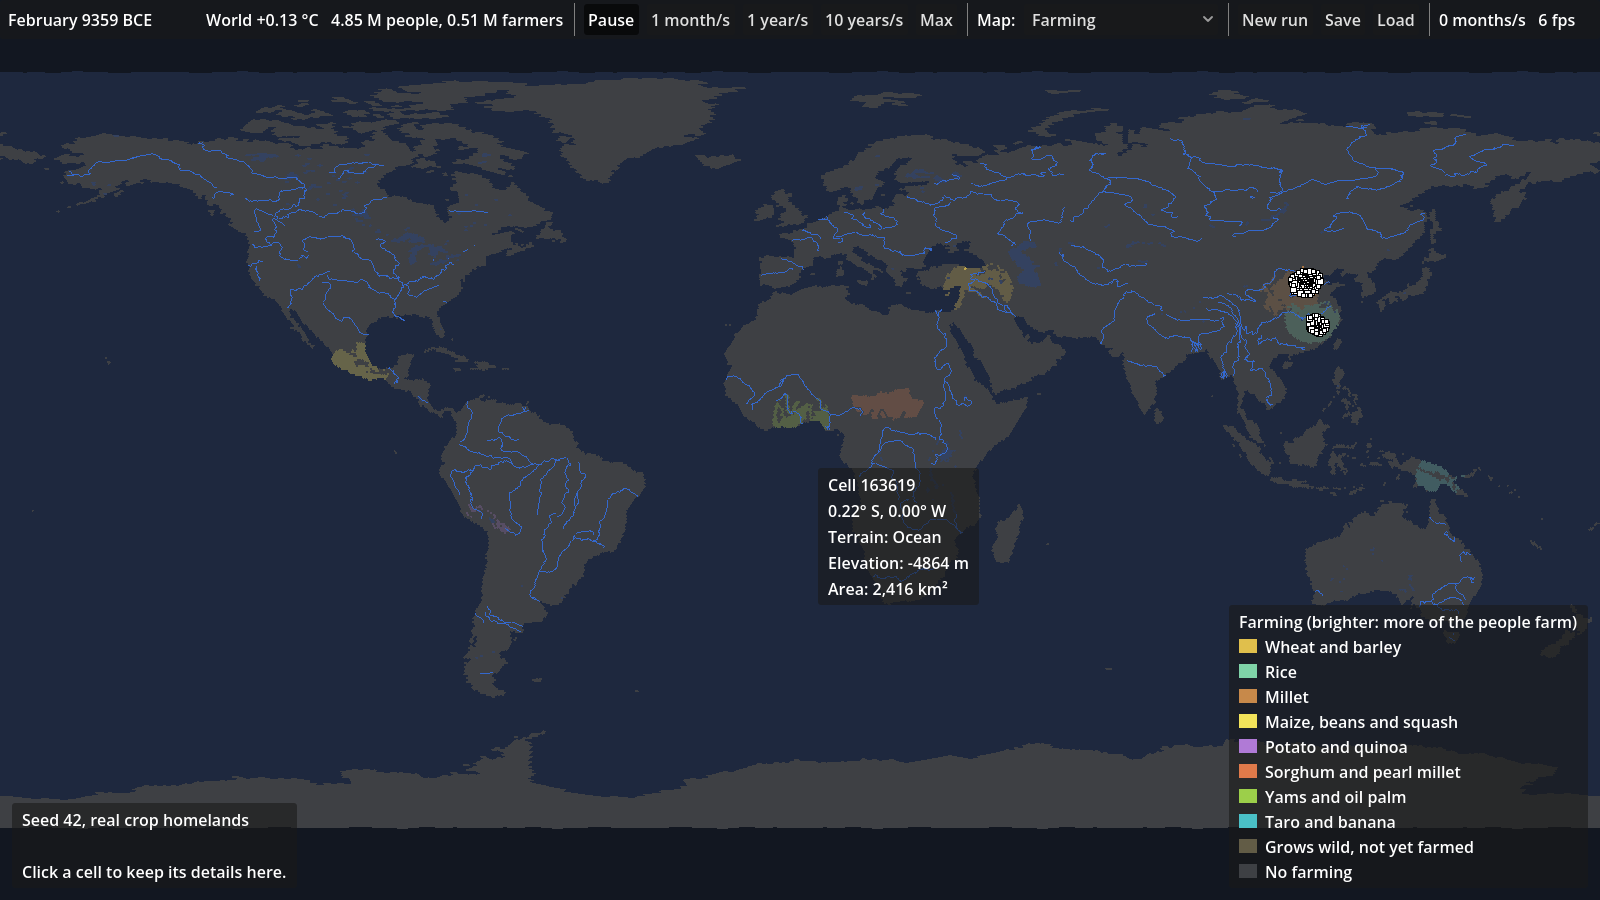 February 9359 BCE World +0.13 °C 4.85 M people, 0.51 M farmers Pause 1 month/s 1 year/s 10 years/s Max Map: Farming New run Save Load 0 months/s 6 fps
Cell 163619
0.22° S, 0.00° W
Terrain: Ocean
Elevation: -4864 m
Area: 2,416 km²
Farming (brighter: more of the people farm)
Wheat and barley
Rice
Millet
Maize, beans and squash
Potato and quinoa
Sorghum and pearl millet
Yams and oil palm
Taro and banana
Grows wild, not yet farmed
No farming
Seed 42, real crop homelands
Click a cell to keep its details here.